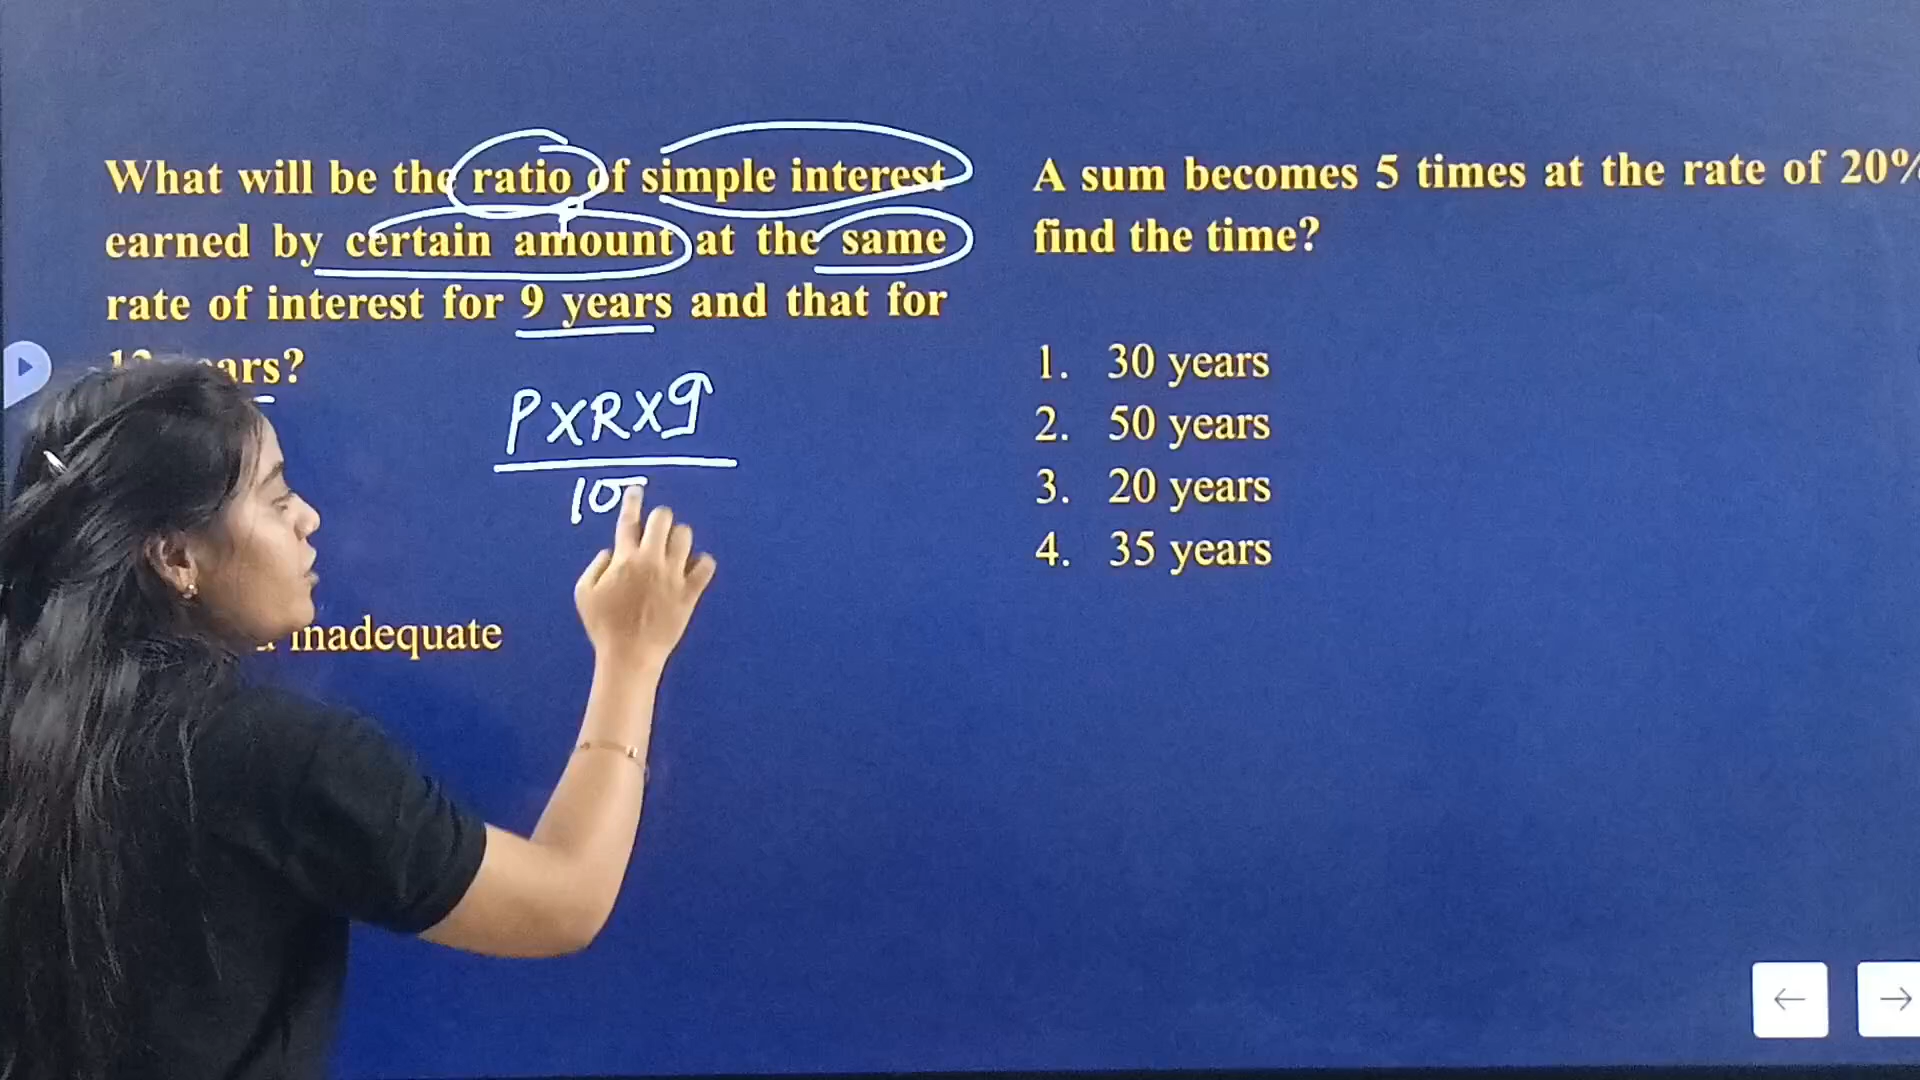 What will be the ratio of simple interest
earned by certain amount at the same
rate of interest for 9 years and that for
years?
P X R X 9
10
inadequate
A sum becomes 5 times at the rate of 20%
find the time?
1. 30 years
2. 50 years
3. 20 years
4. 35 years